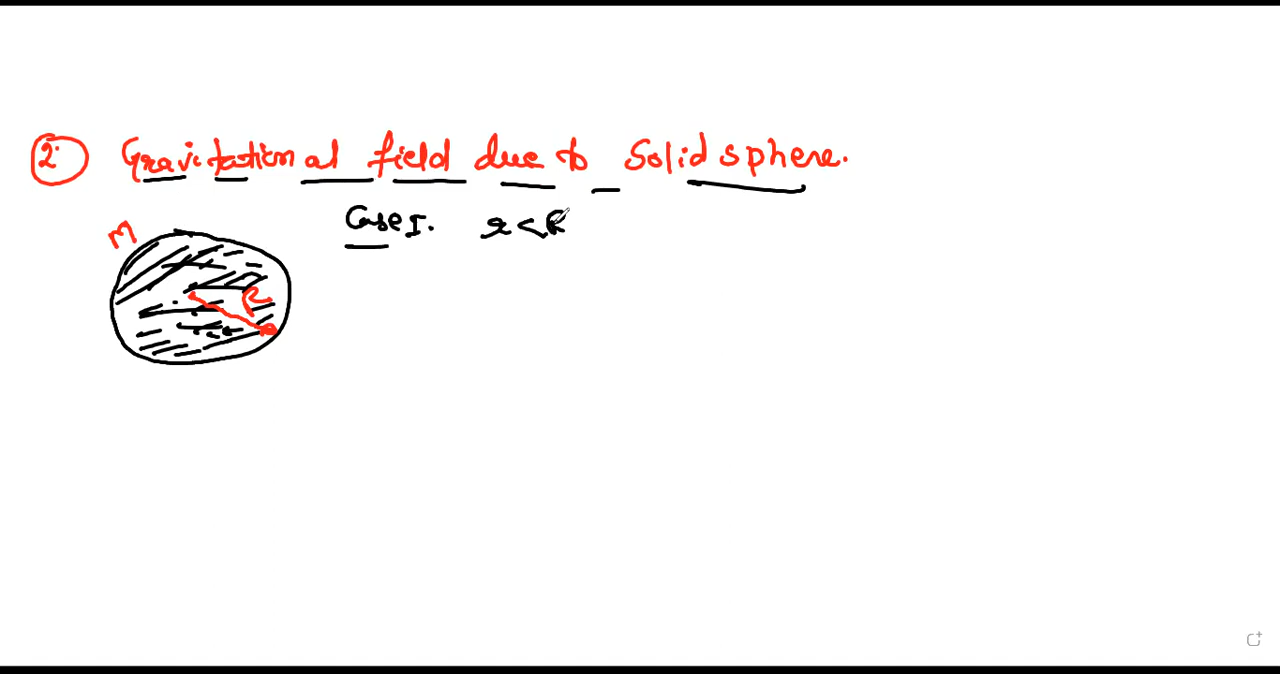 2. Gravitational field due to Solid sphere.
Case I. r < R
M
R